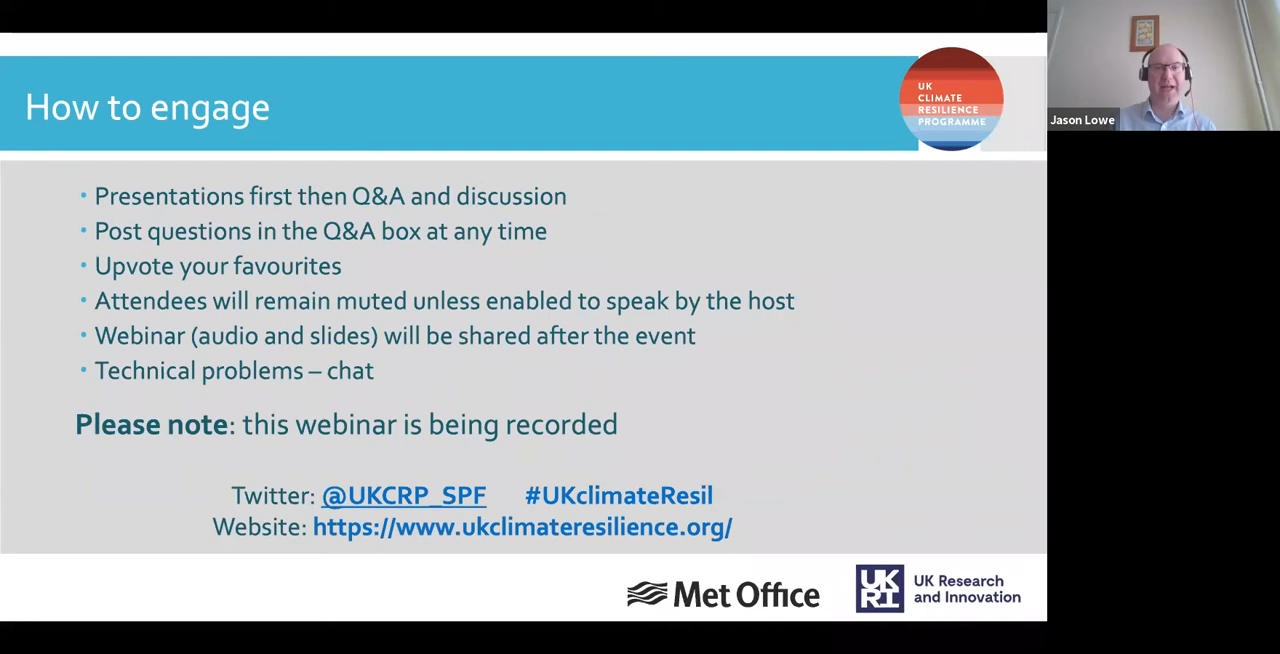 How to engage
UK
CLIMATE
RESILIENCE
PROGRAMME
Jason Lowe
• Presentations first then Q&A and discussion
• Post questions in the Q&A box at any time
• Upvote your favourites
• Attendees will remain muted unless enabled to speak by the host
• Webinar (audio and slides) will be shared after the event
• Technical problems – chat
Please note: this webinar is being recorded
Twitter: @UKCRP_SPF #UKclimateResil
Website: https://www.ukclimateresilience.org/
Met Office
UKRI
UK Research
and Innovation